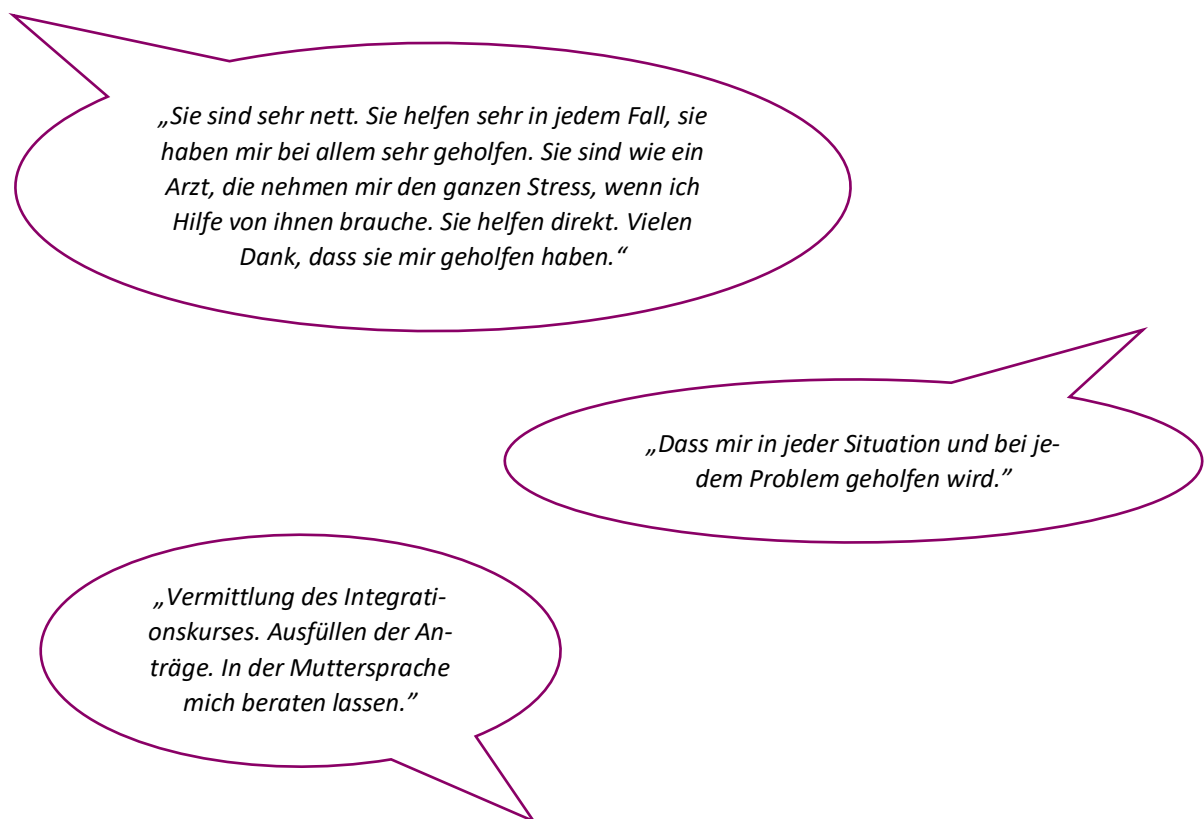 „Sie sind sehr nett. Sie helfen sehr in jedem Fall, sie
haben mir bei allem sehr geholfen. Sie sind wie ein
Arzt, die nehmen mir den ganzen Stress, wenn ich
Hilfe von ihnen brauche. Sie helfen direkt. Vielen
Dank, dass sie mir geholfen haben.“
„Dass mir in jeder Situation und bei je-
dem Problem geholfen wird.”
„Vermittlung des Integrati-
onskurses. Ausfüllen der An-
träge. In der Muttersprache
mich beraten lassen.”